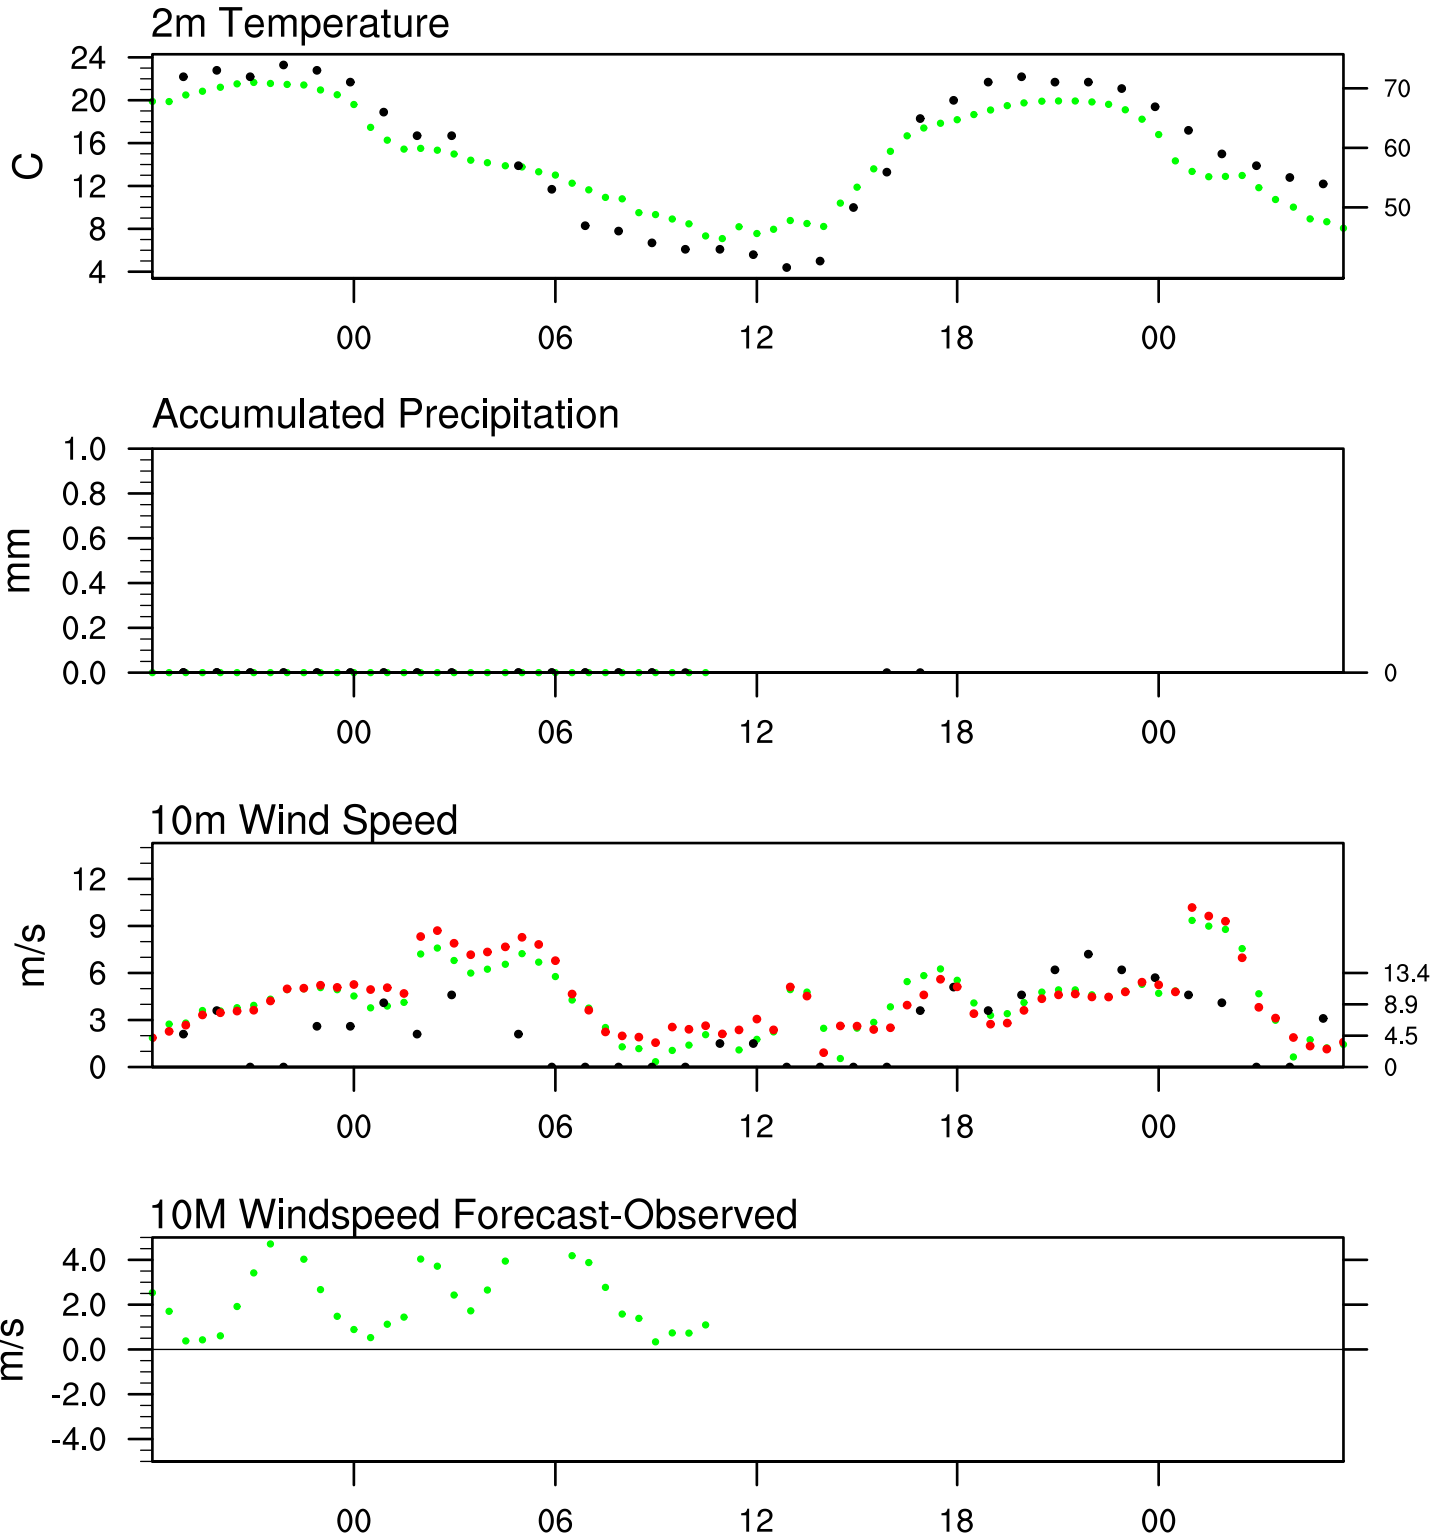 2m Temperature
24
20
16
12
8
4
C
70
60
50
00 06 12 18 00
Accumulated Precipitation
1.0
0.8
0.6
0.4
0.2
0.0
mm
0
00 06 12 18 00
10m Wind Speed
12
9
6
3
0
m/s
13.4
8.9
4.5
0
00 06 12 18 00
10M Windspeed Forecast-Observed
4.0
2.0
0.0
-2.0
-4.0
m/s
00 06 12 18 00